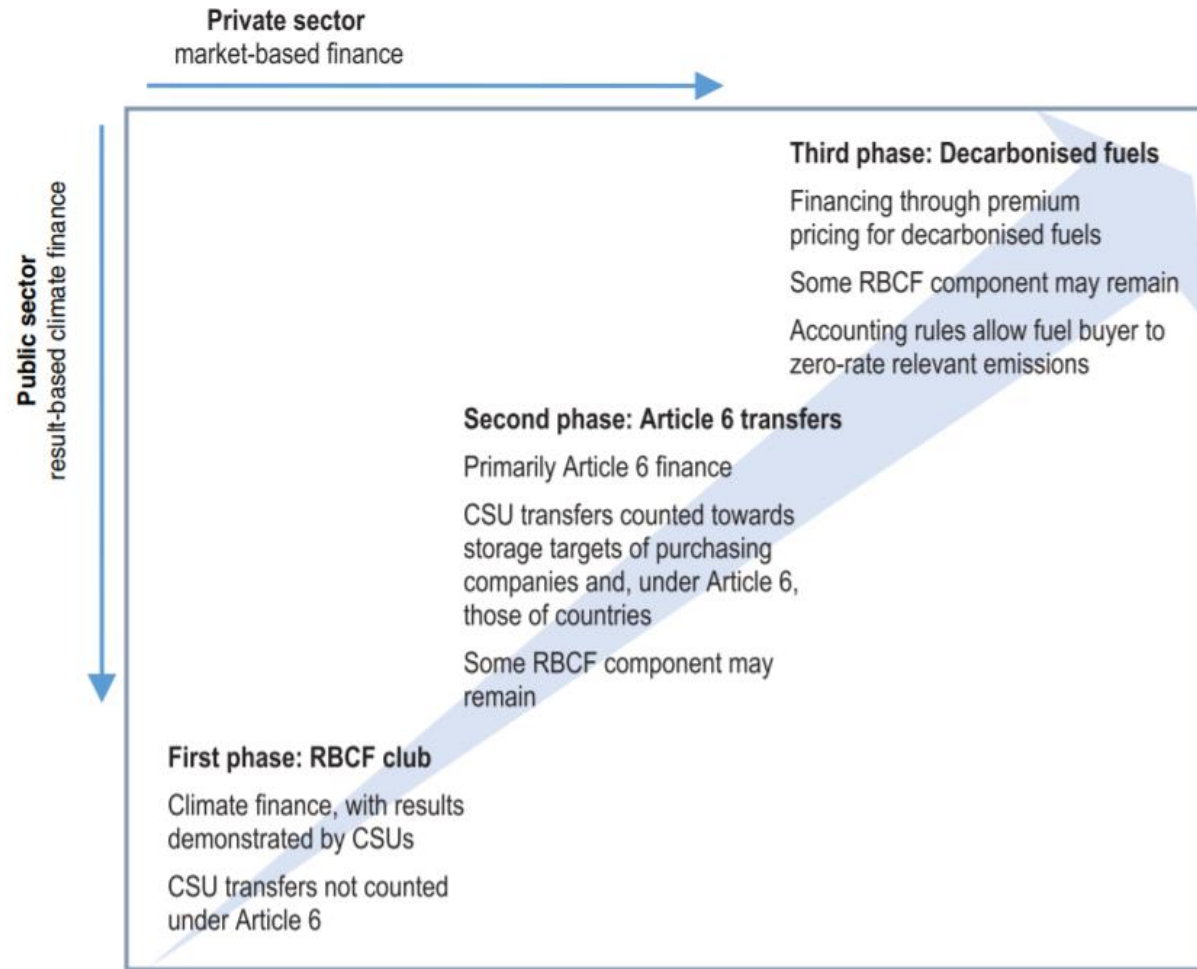 Private sector
market-based finance
Public sector
result-based climate finance
Third phase: Decarbonised fuels
Financing through premium
pricing for decarbonised fuels
Some RBCF component may remain
Accounting rules allow fuel buyer to
zero-rate relevant emissions
Second phase: Article 6 transfers
Primarily Article 6 finance
CSU transfers counted towards
storage targets of purchasing
companies and, under Article 6,
those of countries
Some RBCF component may
remain
First phase: RBCF club
Climate finance, with results
demonstrated by CSUs
CSU transfers not counted
under Article 6